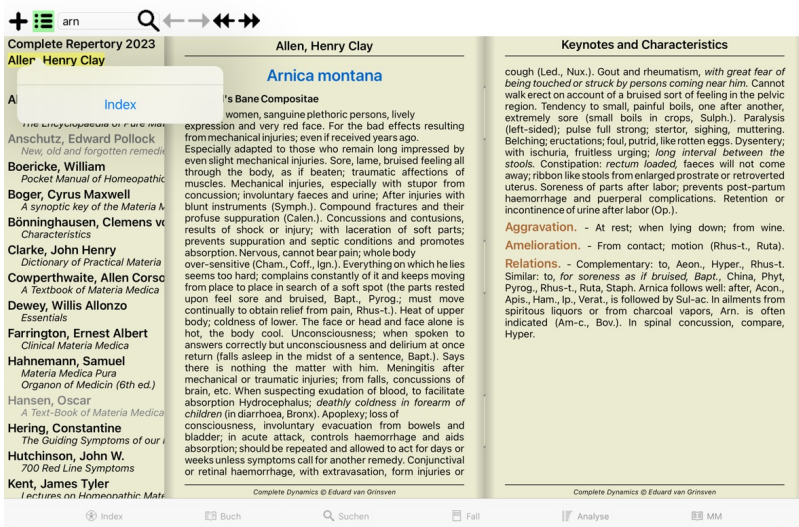 arn
Complete Repertory 2023
Allen, Henry Clay
Index
Anschutz, Edward Pollock
New, old and forgotten remedi
Boericke, William
Pocket Manual of Homeopathic
Boger, Cyrus Maxwell
A synoptic key of the Materia M
Bönninghausen, Clemens vo
Characteristics
Clarke, John Henry
Dictionary of Practical Materia
Cowperthwaite, Allen Corso
A Textbook of Materia Medica
Dewey, Willis Allonzo
Essentials
Farrington, Ernest Albert
Clinical Materia Medica
Hahnemann, Samuel
Materia Medica Pura
Organon of Medicin (6th ed.)
Hansen, Oscar
A Text-Book of Materia Medica
Hering, Constantine
The Guiding Symptoms of our
Hutchinson, John W.
700 Red Line Symptoms
Kent, James Tyler
Lectures on Homeopathic Mate
Allen, Henry Clay
Arnica montana
's Bane Compositae
women, sanguine plethoric persons, lively
expression and very red face. For the bad effects resulting
from mechanical injuries; even if received years ago.
Especially adapted to those who remain long impressed by
even slight mechanical injuries. Sore, lame, bruised feeling all
through the body, as if beaten; traumatic affections of
muscles. Mechanical injuries, especially with stupor from
concussion; involuntary faeces and urine; After injuries with
blunt instruments (Symph.). Compound fractures and their
profuse suppuration (Calen.). Concussions and contusions,
results of shock or injury; with laceration of soft parts;
prevents suppuration and septic conditions and promotes
absorption. Nervous, cannot bear pain; whole body
over-sensitive (Cham., Coff., Ign.). Everything on which he lies
seems too hard; complains constantly of it and keeps moving
from place to place in search of a soft spot (the parts rested
upon feel sore and bruised, Bapt., Pyrog.; must move
continually to obtain relief from pain, Rhus-t.). Heat of upper
body; coldness of lower. The face or head and face alone is
hot, the body cool. Unconsciousness; when spoken to
answers correctly but unconsciousness and delirium at once
return (falls asleep in the midst of a sentence, Bapt.). Says
there is nothing the matter with him. Meningitis after
mechanical or traumatic injuries; from falls, concussions of
brain, etc. When suspecting exudation of blood, to facilitate
absorption Hydrocephalus; deathly coldness in forearm of
children (in diarrhoea, Bronx). Apoplexy; loss of
consciousness, involuntary evacuation from bowels and
bladder; in acute attack, controls haemorrhage and aids
absorption; should be repeated and allowed to act for days or
weeks unless symptoms call for another remedy. Conjunctival
or retinal haemorrhage, with extravasation, form injuries or
Complete Dynamics © Eduard van Grinsven
Keynotes and Characteristics
cough (Led., Nux.). Gout and rheumatism, with great fear of
being touched or struck by persons coming near him. Cannot
walk erect on account of a bruised sort of feeling in the pelvic
region. Tendency to small, painful boils, one after another,
extremely sore (small boils in crops, Sulph.). Paralysis
(left-sided); pulse full strong; stertor, sighing, muttering.
Belching; eructations; foul, putrid, like rotten eggs. Dysentery;
with ischuria, fruitless urging; long interval between the
stools. Constipation: rectum loaded, faeces will not come
away; ribbon like stools from enlarged prostrate or retroverted
uterus. Soreness of parts after labor; prevents post-partum
haemorrhage and puerperal complications. Retention or
incontinence of urine after labor (Op.).
Aggravation. - At rest; when lying down; from wine.
Amelioration. - From contact; motion (Rhus-t., Ruta).
Relations. - Complementary: to, Aeon., Hyper., Rhus-t.
Similar: to, for soreness as if bruised, Bapt., China, Phyt,
Pyrog., Rhus-t., Ruta, Staph. Arnica follows well: after, Acon.,
Apis., Ham., Ip., Verat., is followed by Sul-ac. In ailments from
spiritous liquors or from charcoal vapors, Arn. is often
indicated (Am-c., Bov.). In spinal concussion, compare,
Hyper.
Complete Dynamics © Eduard van Grinsven
Index
Buch
Suchen
Fall
Analyse
MM